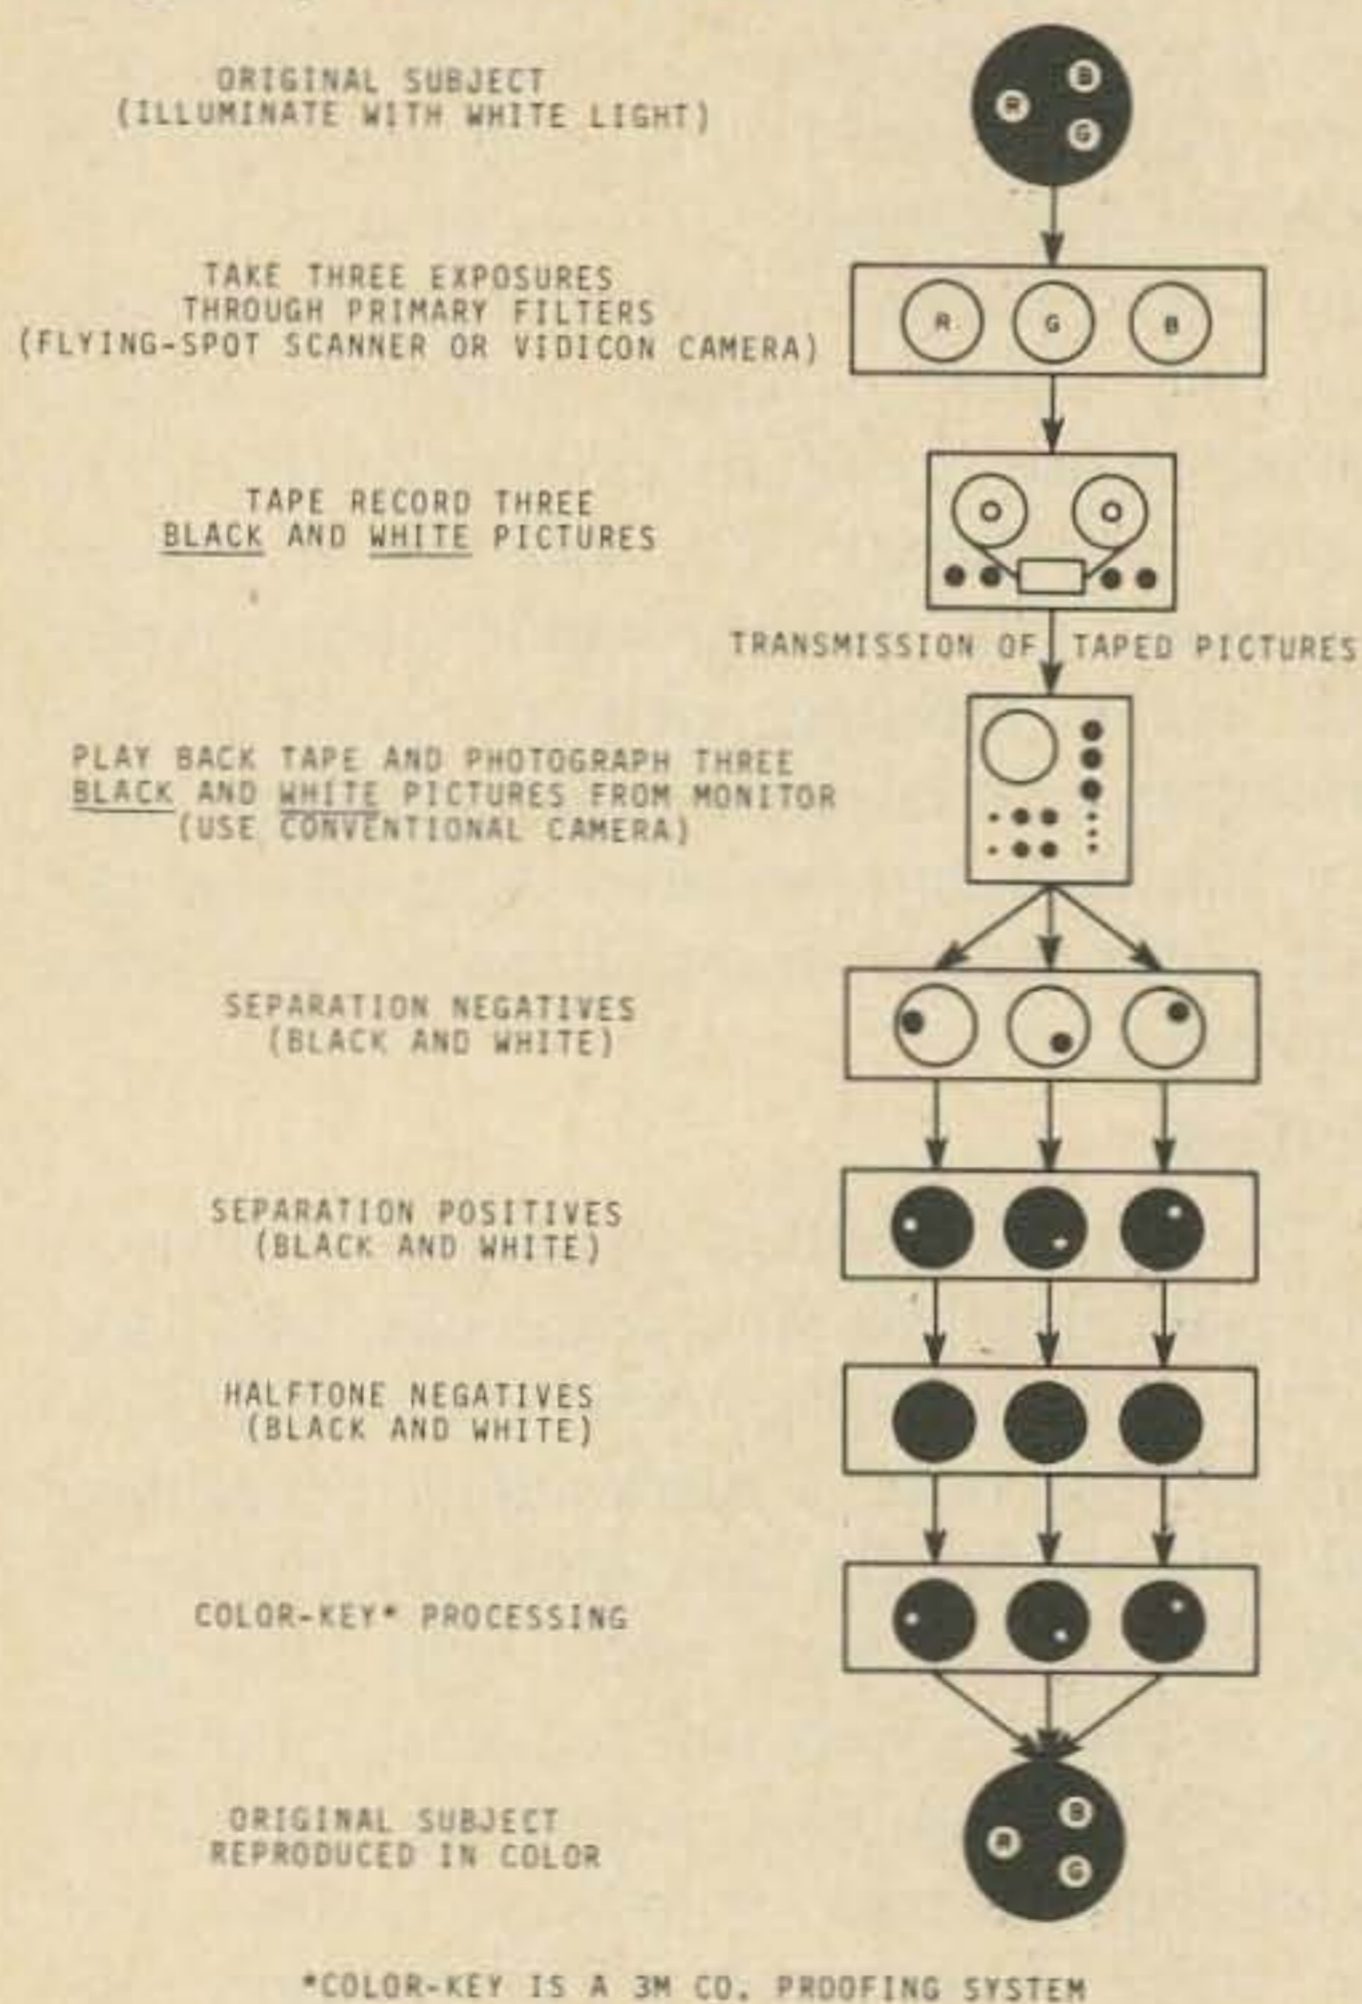 ORIGINAL SUBJECT
(ILLUMINATE WITH WHITE LIGHT)
B
R
G
TAKE THREE EXPOSURES
THROUGH PRIMARY FILTERS
(FLYING-SPOT SCANNER OR VIDICON CAMERA)
R G B
TAPE RECORD THREE
BLACK AND WHITE PICTURES
TRANSMISSION OF TAPED PICTURES
PLAY BACK TAPE AND PHOTOGRAPH THREE
BLACK AND WHITE PICTURES FROM MONITOR
(USE CONVENTIONAL CAMERA)
SEPARATION NEGATIVES
(BLACK AND WHITE)
SEPARATION POSITIVES
(BLACK AND WHITE)
HALFTONE NEGATIVES
(BLACK AND WHITE)
COLOR-KEY* PROCESSING
ORIGINAL SUBJECT
REPRODUCED IN COLOR
B
R
G
*COLOR-KEY IS A 3M CO. PROOFING SYSTEM